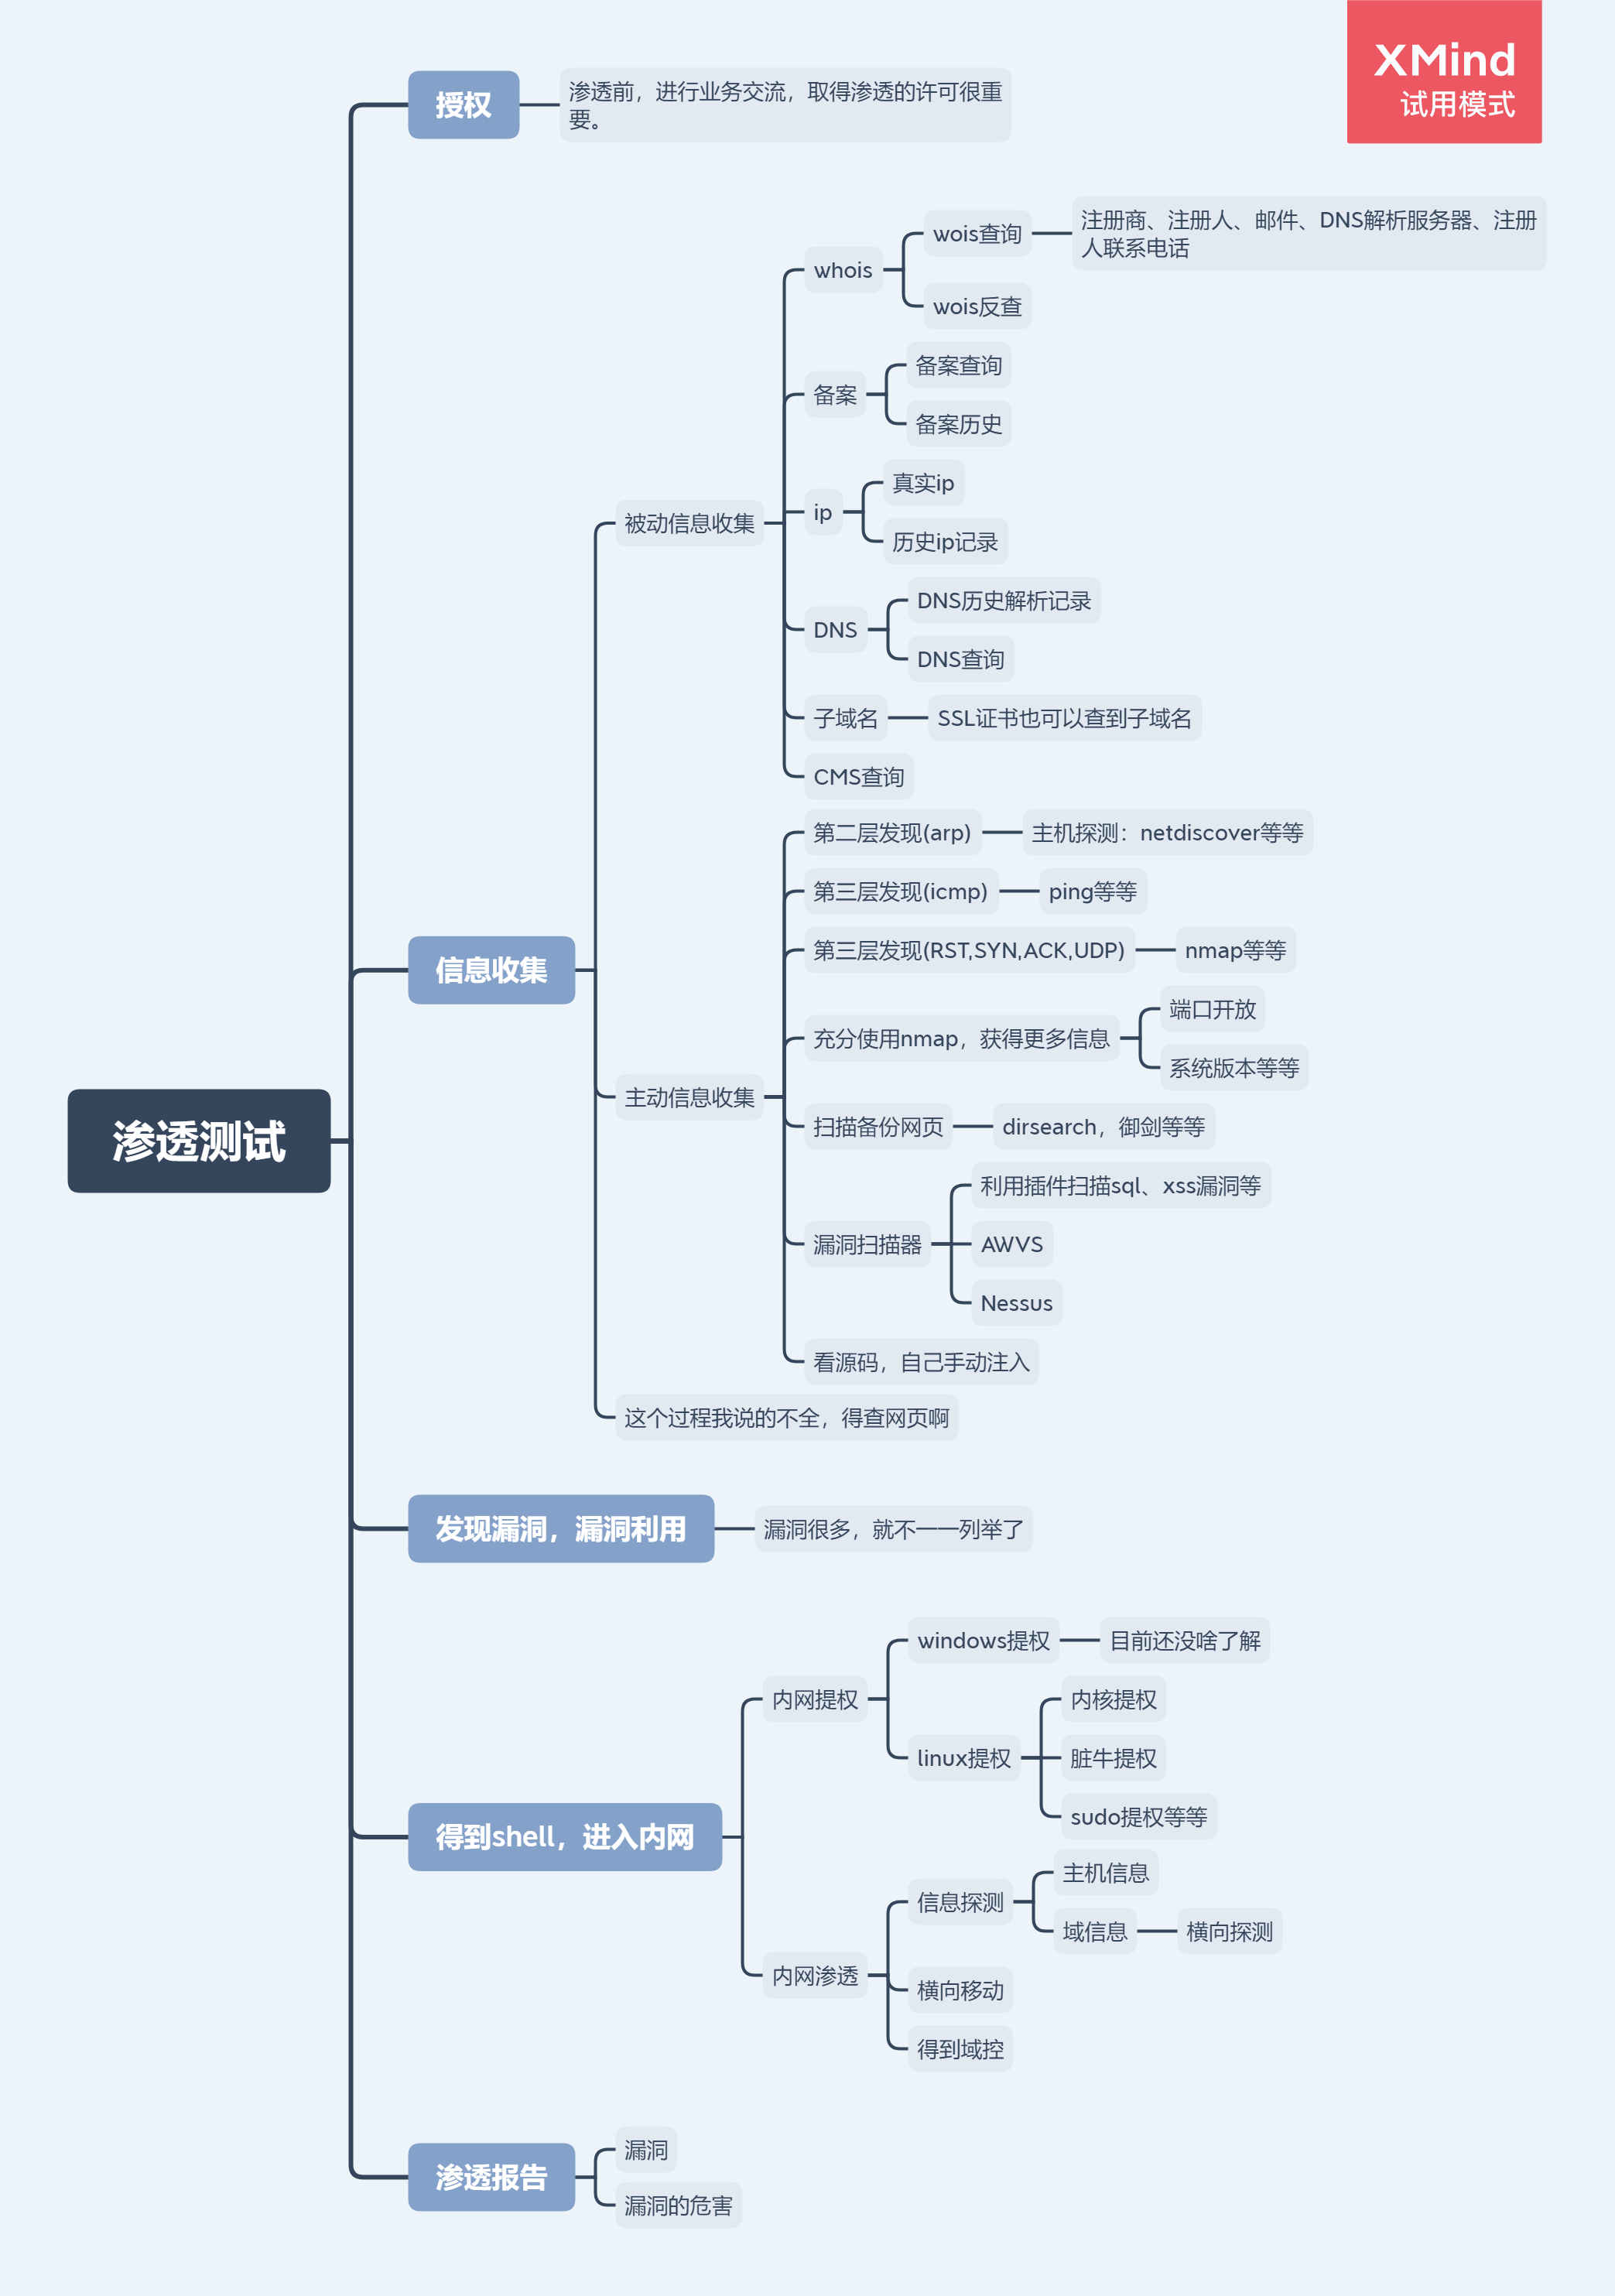 XMind
试用模式
渗透测试
授权
渗透前，进行业务交流，取得渗透的许可很重
要。
信息收集
被动信息收集
whois
wois查询
注册商、注册人、邮件、DNS解析服务器、注册
人联系电话
wois反查
备案
备案查询
备案历史
ip
真实ip
历史ip记录
DNS
DNS历史解析记录
DNS查询
子域名
SSL证书也可以查到子域名
CMS查询
主动信息收集
第二层发现(arp)
主机探测：netdiscover等等
第三层发现(icmp)
ping等等
第三层发现(RST,SYN,ACK,UDP)
nmap等等
充分使用nmap，获得更多信息
端口开放
系统版本等等
扫描备份网页
dirsearch，御剑等等
漏洞扫描器
利用插件扫描sql、xss漏洞等
AWVS
Nessus
看源码，自己手动注入
这个过程我说的不全，得查网页啊
发现漏洞，漏洞利用
漏洞很多，就不一一列举了
得到shell，进入内网
内网提权
windows提权
目前还没啥了解
linux提权
内核提权
脏牛提权
sudo提权等等
内网渗透
信息探测
主机信息
域信息
横向探测
横向移动
得到域控
渗透报告
漏洞
漏洞的危害